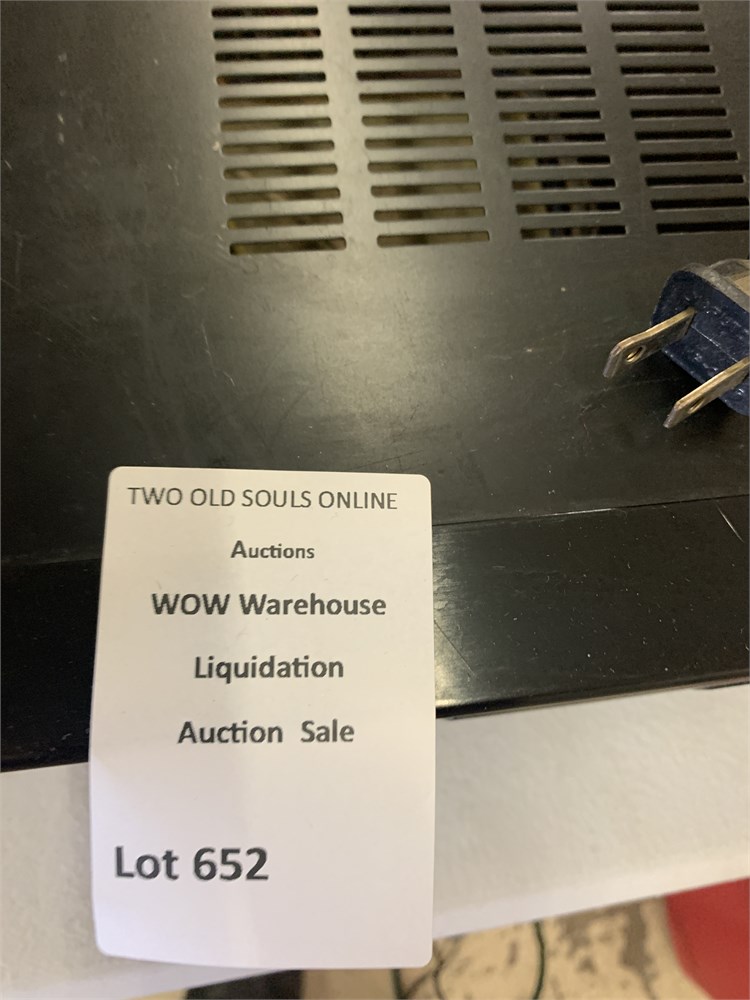 TWO OLD SOULS ONLINE
Auctions
WOW Warehouse
Liquidation
Auction Sale
Lot 652